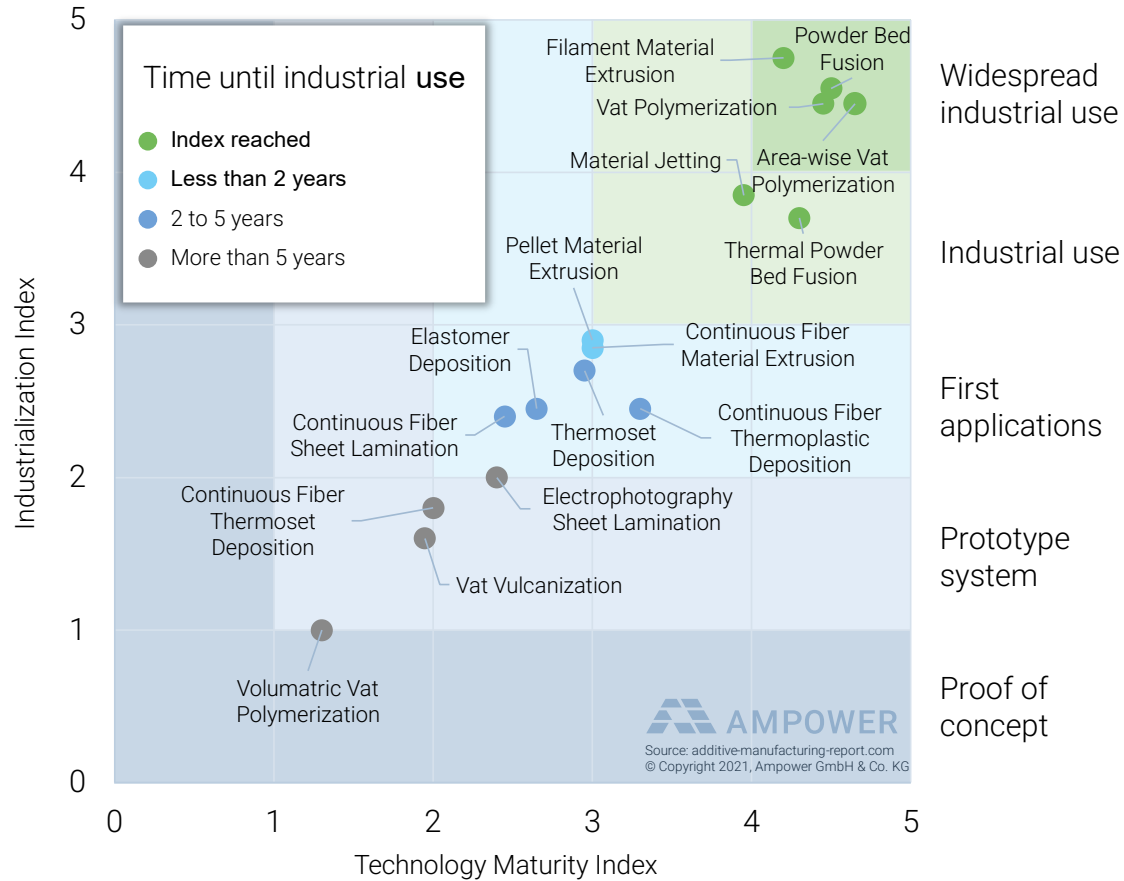 5
4
3
2
1
0
Industrialization Index
Time until industrial use
Index reached
Less than 2 years
2 to 5 years
More than 5 years
Filament Material
Extrusion
Powder Bed
Fusion
Vat Polymerization
Material Jetting
Area-wise Vat
Polymerization
Thermal Powder
Bed Fusion
Pellet Material
Extrusion
Elastomer
Deposition
Continuous Fiber
Material Extrusion
Continuous Fiber
Sheet Lamination
Thermoset
Deposition
Continuous Fiber
Thermoplastic
Deposition
Continuous Fiber
Thermoset
Deposition
Electrophotography
Sheet Lamination
Vat Vulcanization
Volumatric Vat
Polymerization
Widespread
industrial use
Industrial use
First
applications
Prototype
system
Proof of
concept
AMPOWER
Source: additive-manufacturing-report.com
© Copyright 2021, Ampower GmbH & Co. KG
0 1 2 3 4 5
Technology Maturity Index